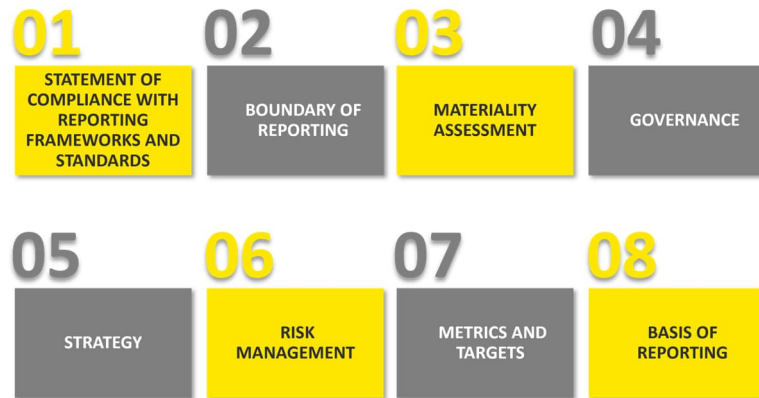 01
STATEMENT OF
COMPLIANCE WITH
REPORTING
FRAMEWORKS AND
STANDARDS
02
BOUNDARY OF
REPORTING
03
MATERIALITY
ASSESSMENT
04
GOVERNANCE
05
STRATEGY
06
RISK
MANAGEMENT
07
METRICS AND
TARGETS
08
BASIS OF
REPORTING